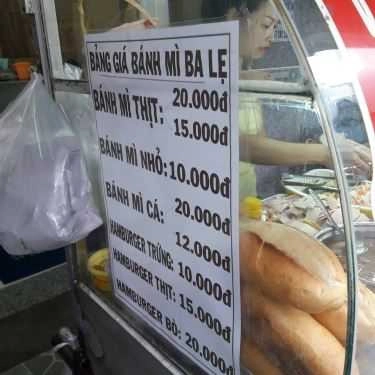 BẢNG GIÁ BÁNH MÌ BA LẸ
BÁNH MÌ THỊT: 20.000đ
15.000đ
BÁNH MÌ NHỎ: 10.000đ
BÁNH MÌ CÁ: 20.000đ
12.000đ
HAMBURGER TRỨNG: 10.000đ
HAMBURGER THỊT: 15.000đ
HAMBURGER BÒ: 20.000đ